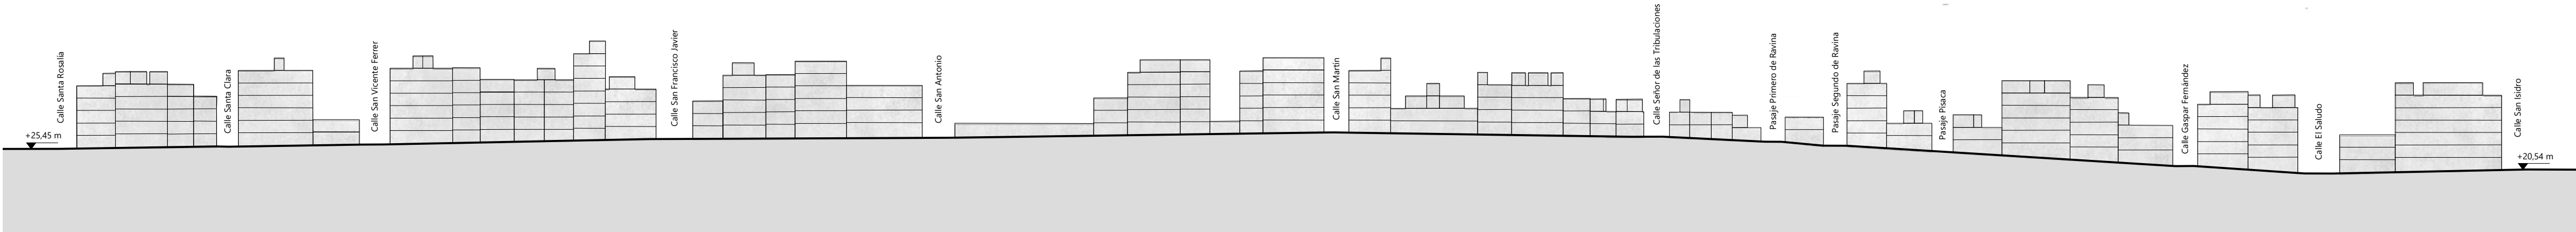 +25,45 m
Calle Santa Rosalia
Calle Santa Clara
Calle San Vicente Ferrer
Calle San Francisco Javier
Calle San Antonio
Calle San Martín
Calle Señor de las Tribulaciones
Pasaje Primero de Ravina
Pasaje Segundo de Ravina
Pasaje Pisaca
Calle Gaspar Fernández
Calle El Saludo
Calle San Isidro
+20,54 m